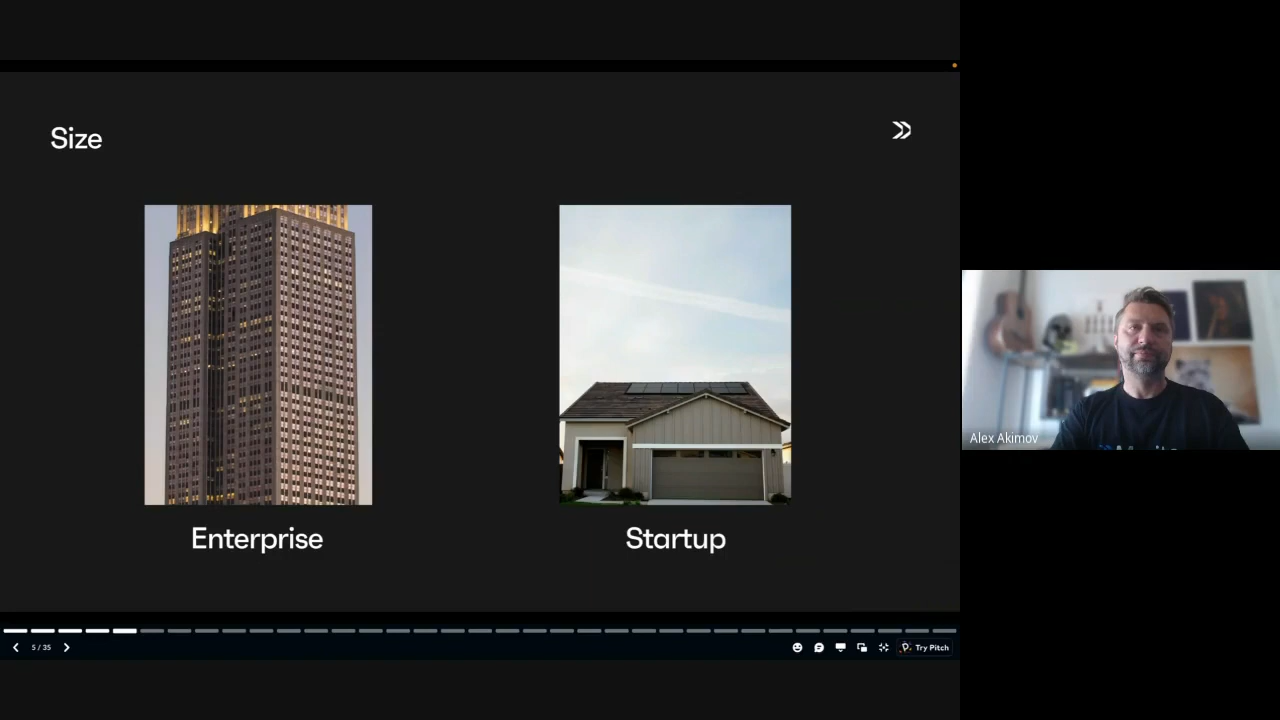 Size
Enterprise
Startup
5 / 35
Try Pitch
Alex Akimov